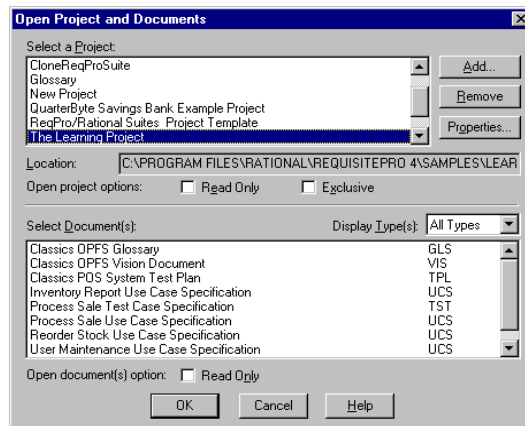 Open Project and Documents
Select a Project:
CloneReqProSuite
Glossary
New Project
QuarterByte Savings Bank Example Project
ReqPro/Rational Suites Project Template
The Learning Project
Add...
Remove
Properties...
Location: C:\PROGRAM FILES\RATIONAL\REQUISITEPRO 4\SAMPLES\LEAR
Open project options: Read Only Exclusive
Select Document(s): Display Type(s): All Types
Classics OPFS Glossary GLS
Classics OPFS Vision Document VIS
Classics POS System Test Plan TPL
Inventory Report Use Case Specification UCS
Process Sale Test Case Specification TST
Process Sale Use Case Specification UCS
Reorder Stock Use Case Specification UCS
User Maintenance Use Case Specification UCS
Open document(s) option: Read Only
OK Cancel Help